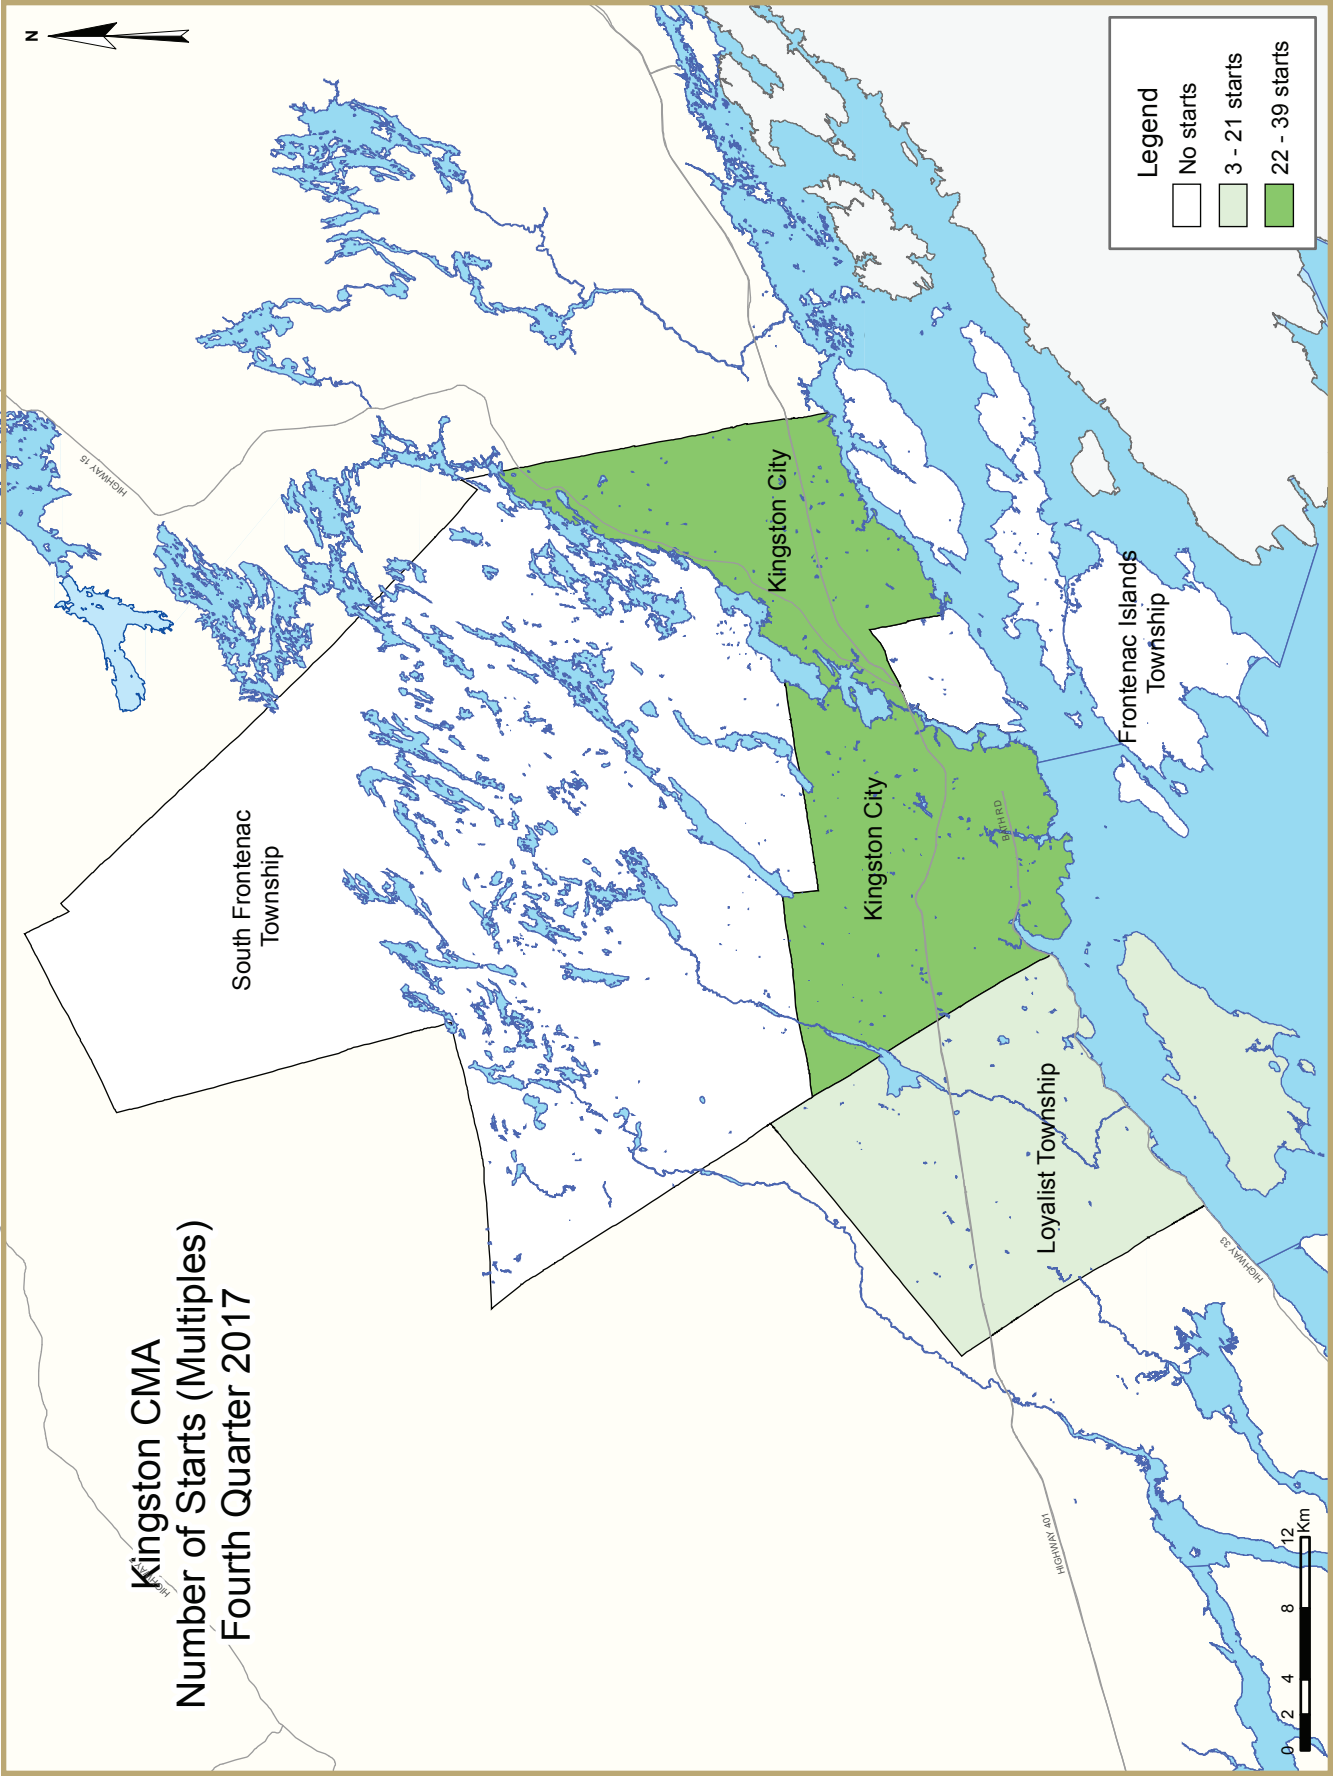 Kingston CMA
Number of Starts (Multiples)
Fourth Quarter 2017
HIGHWAY
N
HIGHWAY 15
South Frontenac
Township
Kingston City
Kingston City
BATH RD
Frontenac Islands
Township
Loyalist Township
HIGHWAY 33
HIGHWAY 401
Legend
No starts
3 - 21 starts
22 - 39 starts
0 2 4 8 12
Km